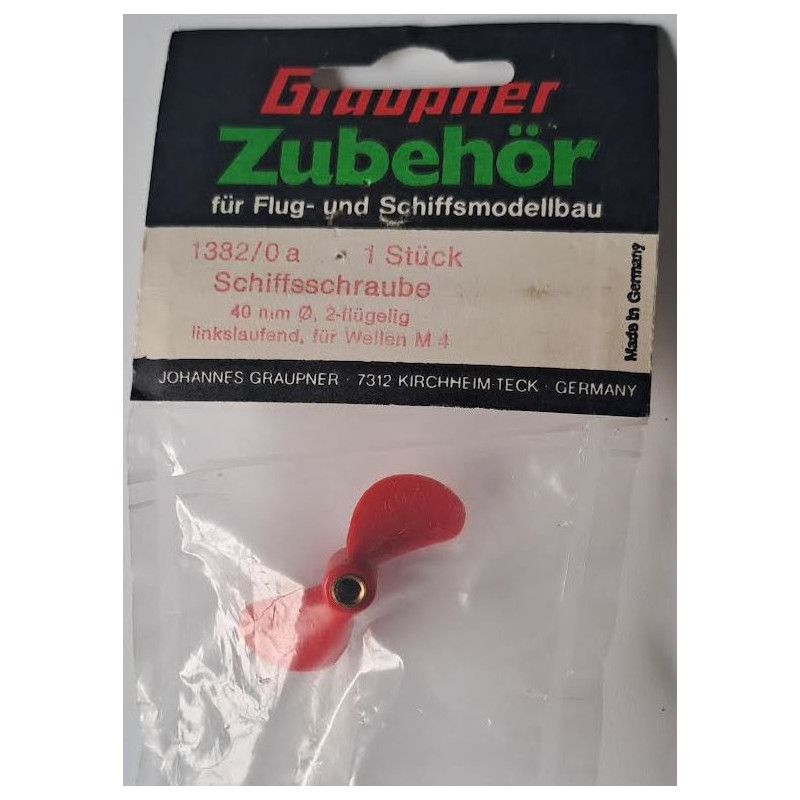 Graupner
Zubehör
für Flug- und Schiffsmodellbau
1382/0 a 1 Stück
Schiffsschraube
40 mm Ø, 2-flügelig
linkslaufend, für Wellen M 4
Made in Germany
JOHANNES GRAUPNER · 7312 KIRCHHEIM-TECK · GERMANY